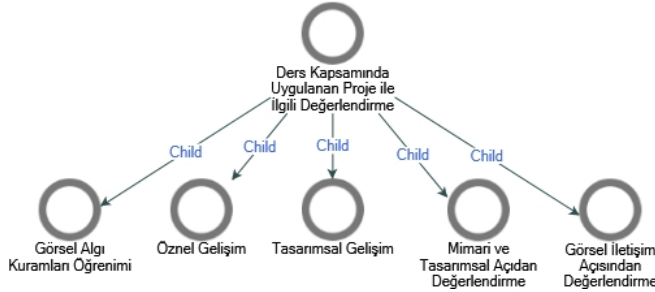 Ders Kapsamında
Uygulanan Proje ile
İlgili Değerlendirme
Child
Child
Child
Child
Child
Görsel Algı
Kuramları Öğrenimi
Öznel Gelişim
Tasarımsal Gelişim
Mimari ve
Tasarımsal Açıdan
Değerlendirme
Görsel İletişim
Açısından
Değerlendirme